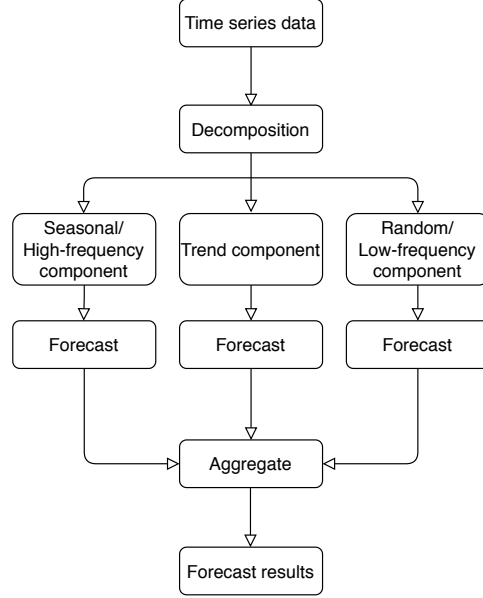 Time series data
Decomposition
Seasonal/
High-frequency
component
Trend component
Random/
Low-frequency
component
Forecast
Forecast
Forecast
Aggregate
Forecast results